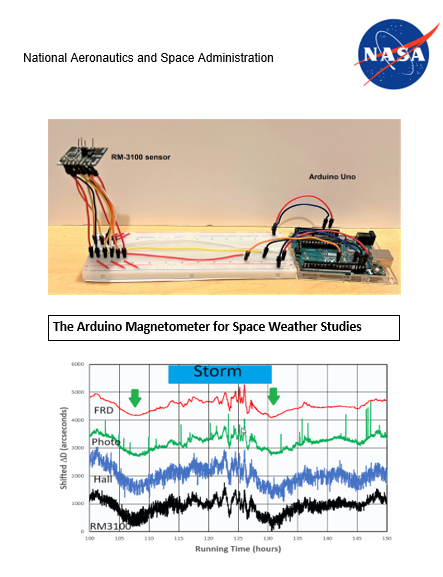 National Aeronautics and Space Administration
NASA
RM-3100 sensor
Arduino Uno
The Arduino Magnetometer for Space Weather Studies
Storm
6000
5000
4000
3000
2000
1000
0
Shifted ΔD (arcseconds)
FRD
Photo
Hall
RM3100
100 105 110 115 120 125 130 135 140 145 150
Running Time (hours)